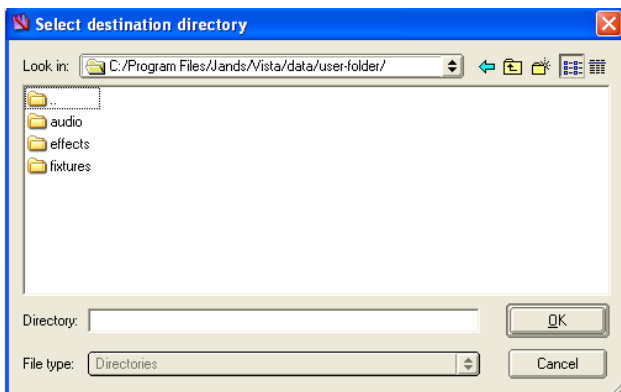 Select destination directory
Look in: C:/Program Files/Jands/Vista/data/user-folder/
..
audio
effects
fixtures
Directory: OK
File type: Directories Cancel